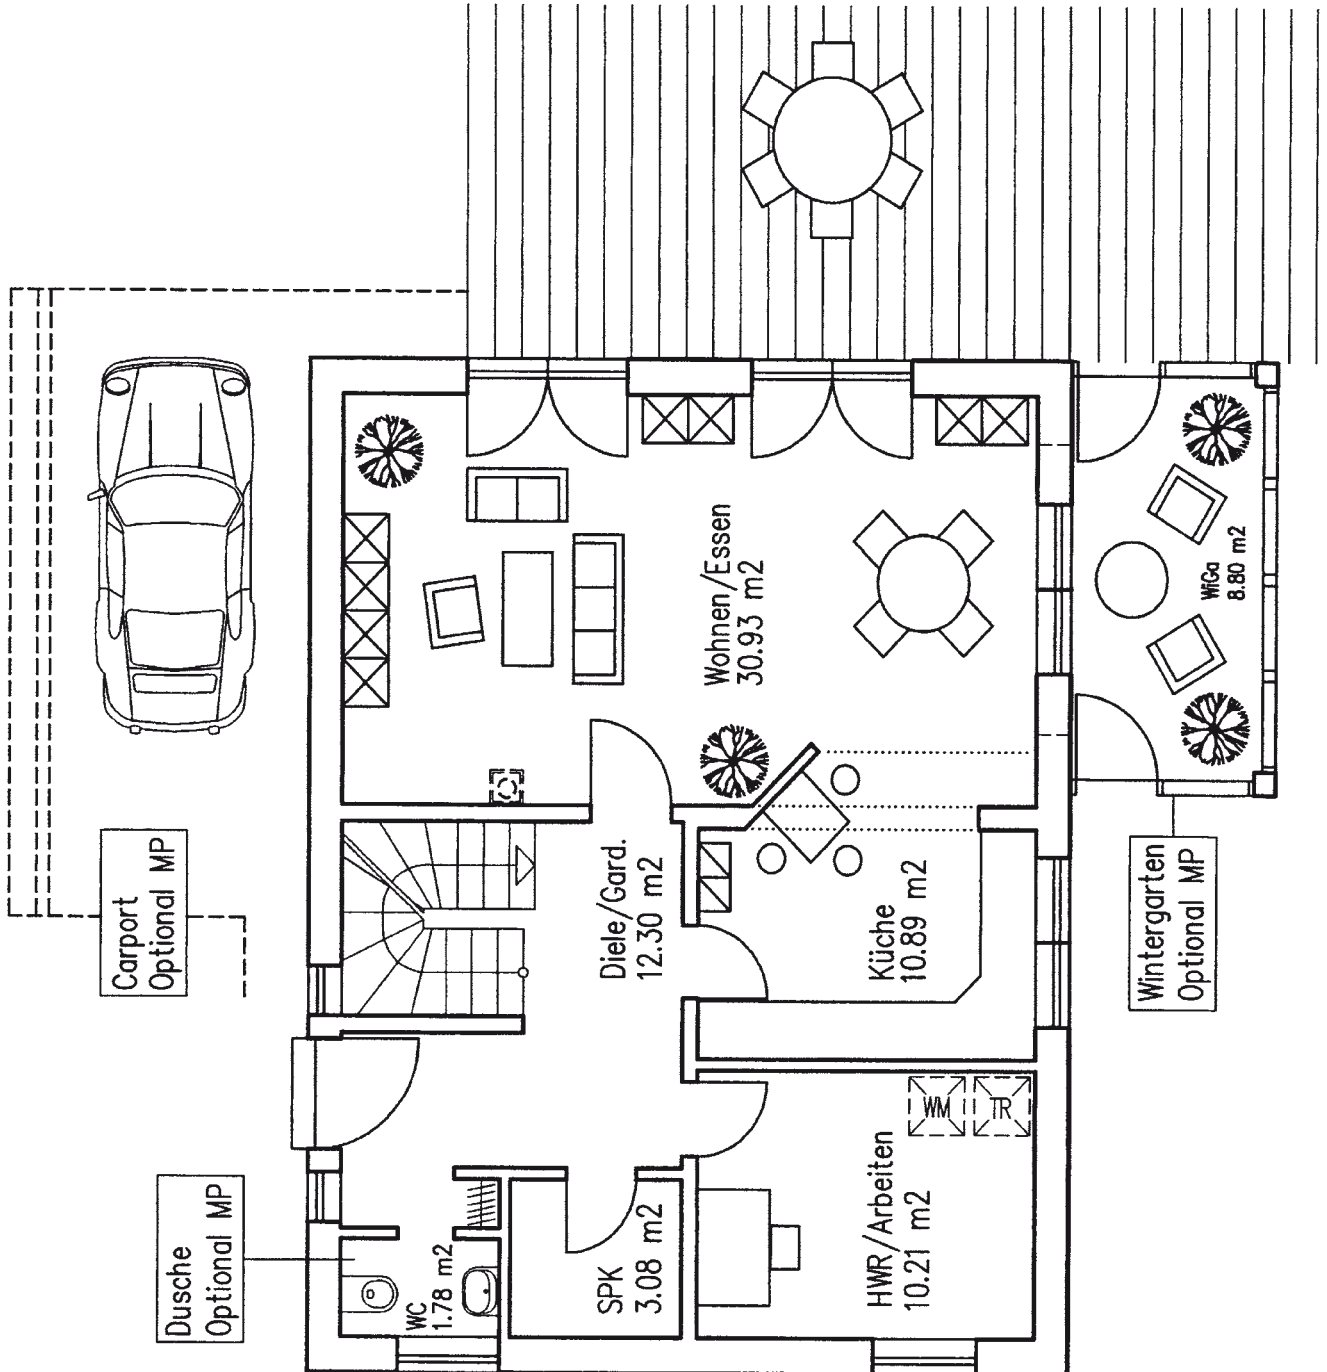 Carport
Optional MP
Dusche
Optional MP
WC
1.78 m2
SPK
3.08 m2
Diele/Gard.
12.30 m2
Wohnen/Essen
30.93 m2
Küche
10.89 m2
HWR/Arbeiten
10.21 m2
WM
TR
WiGa
8.80 m2
Wintergarten
Optional MP